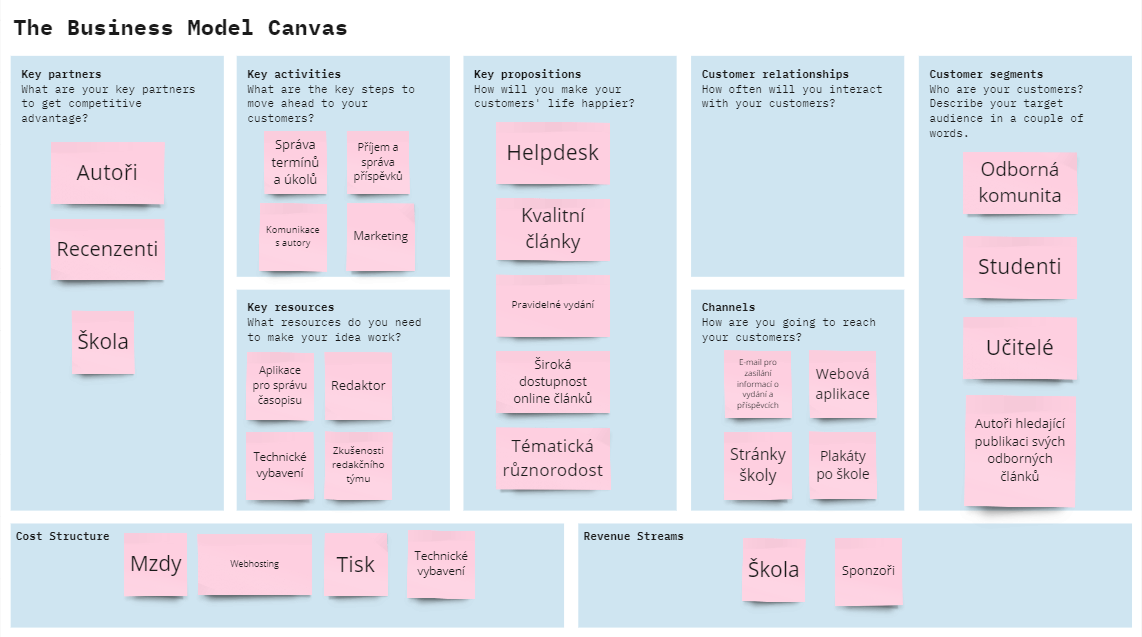 The Business Model Canvas
Key partners
What are your key partners
to get competitive
advantage?
Autoři
Recenzenti
Škola
Key activities
What are the key steps to
move ahead to your
customers?
Správa
termínů
a úkolů
Příjem a
správa
příspěvků
Komunikace
s autory
Marketing
Key resources
What resources do you need
to make your idea work?
Aplikace
pro správu
časopisu
Redaktor
Technické
vybavení
Zkušenosti
redakčního
týmu
Key propositions
How will you make your
customers' life happier?
Helpdesk
Kvalitní
články
Pravidelné vydání
Široká
dostupnost
online článků
Tématická
různorodost
Customer relationships
How often will you interact
with your customers?
Channels
How are you going to reach
your customers?
E-mail pro
zasílání
informací o
vydání a
příspěvcích
Webová
aplikace
Stránky
školy
Plakáty
po škole
Customer segments
Who are your customers?
Describe your target
audience in a couple of
words.
Odborná
komunita
Studenti
Učitelé
Autoři hledající
publikaci svých
odborných
článků
Cost Structure
Mzdy
Webhosting
Tisk
Technické
vybavení
Revenue Streams
Škola
Sponzoři